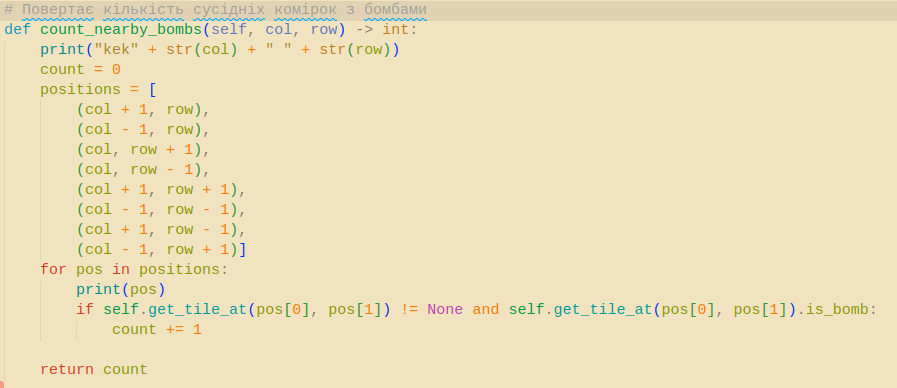 # Повертає кількість сусідніх комірок з бомбами
def count_nearby_bombs(self, col, row) -> int:
    print("kek" + str(col) + " " + str(row))
    count = 0
    positions = [
        (col + 1, row),
        (col - 1, row),
        (col, row + 1),
        (col, row - 1),
        (col + 1, row + 1),
        (col - 1, row - 1),
        (col + 1, row - 1),
        (col - 1, row + 1)]
    for pos in positions:
        print(pos)
        if self.get_tile_at(pos[0], pos[1]) != None and self.get_tile_at(pos[0], pos[1]).is_bomb:
            count += 1

    return count